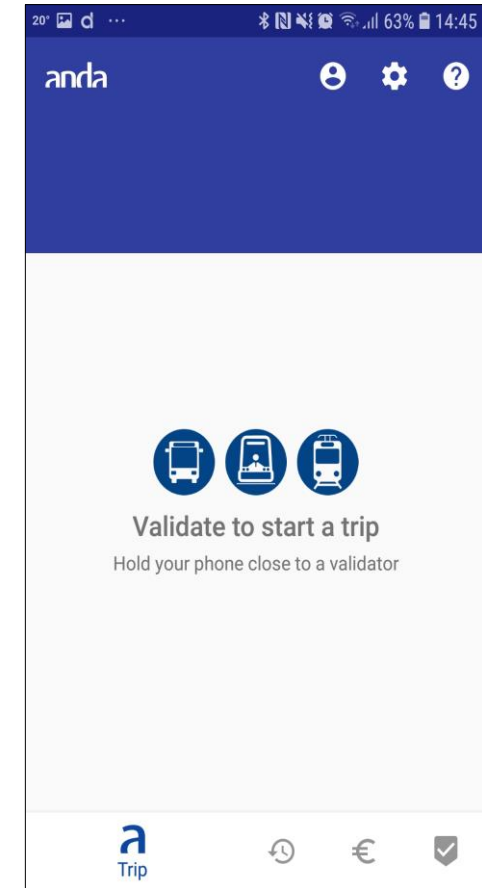 20° d ... 63% 14:45
anda
Validate to start a trip
Hold your phone close to a validator
a
Trip
€